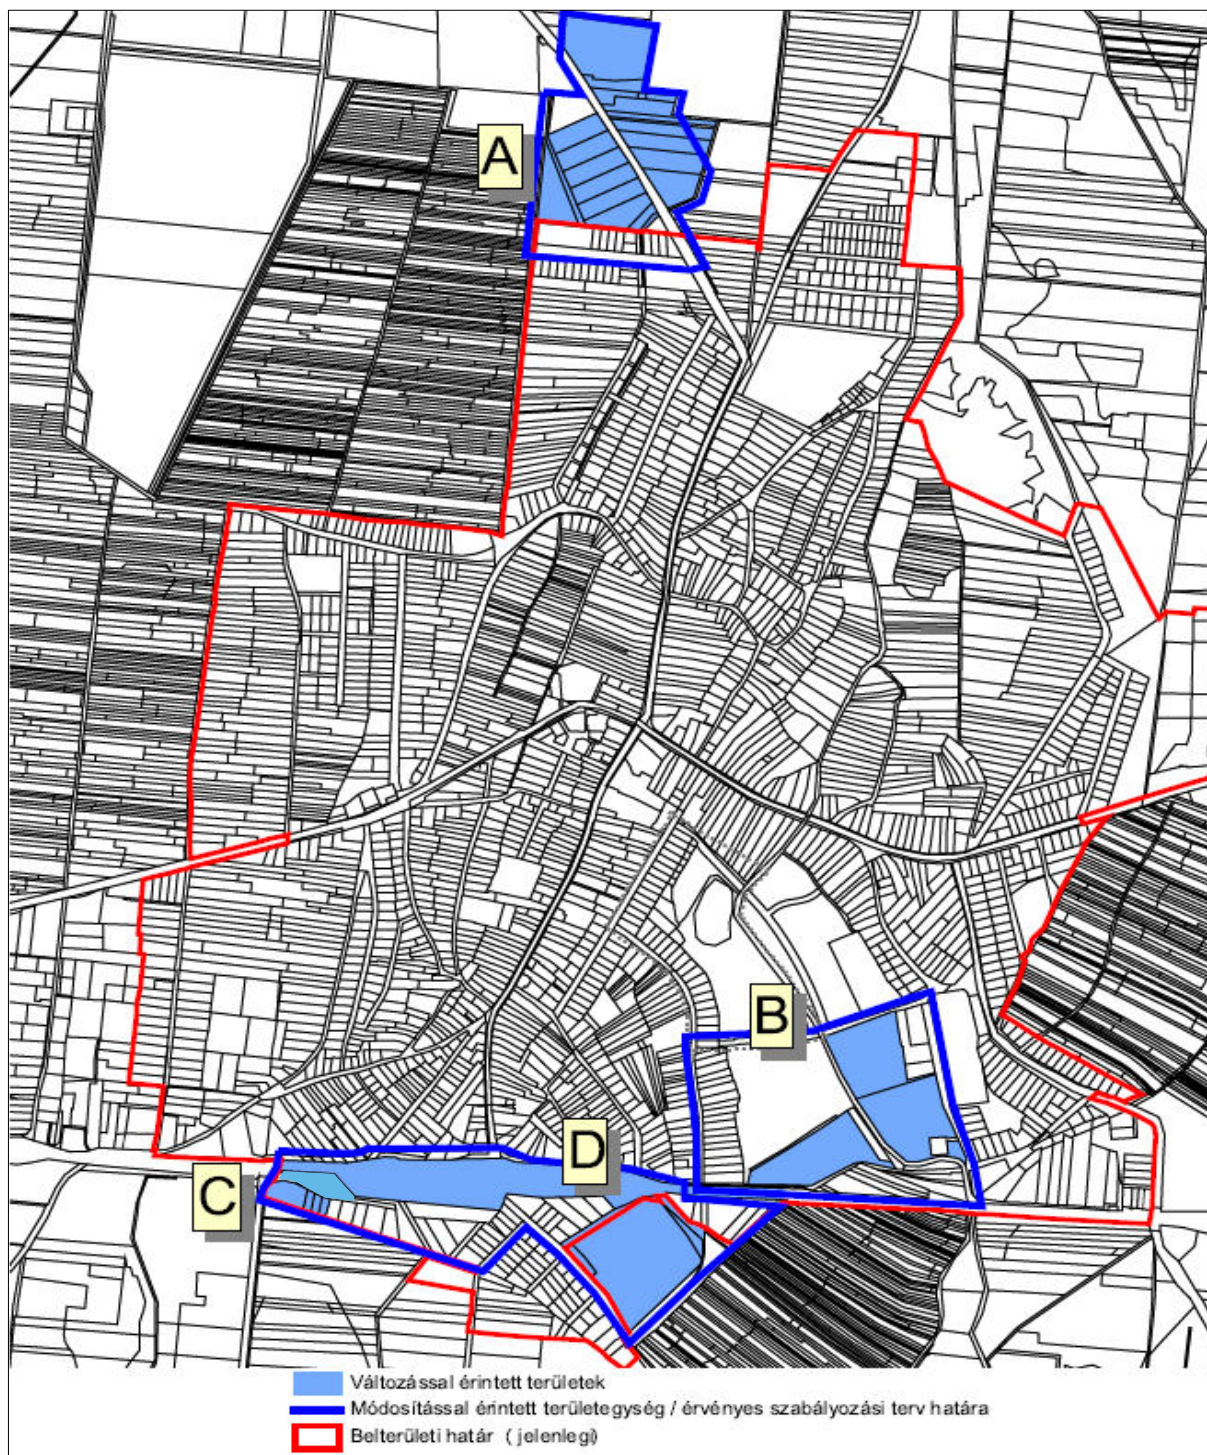 A
B
D
C
Változással érintett területek
Módosítással érintett területegység / érvényes szabályozási terv határa
Belterületi határ ( jelenlegi)